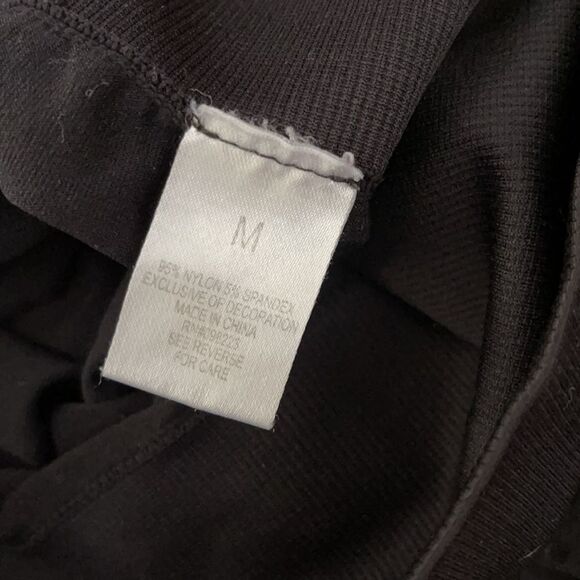 M
95% NYLON 5% SPANDEX
EXCLUSIVE OF DECORATION
MADE IN CHINA
SEE REVERSE
FOR CARE